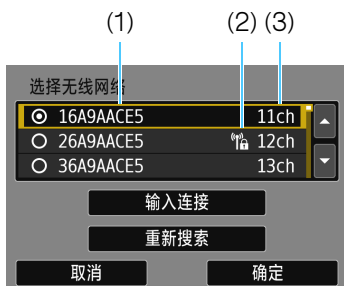 (1) (2) (3)
选择无线网络
16A9AACE5 11ch
26A9AACE5 12ch
36A9AACE5 13ch
输入连接
重新搜索
取消 确定